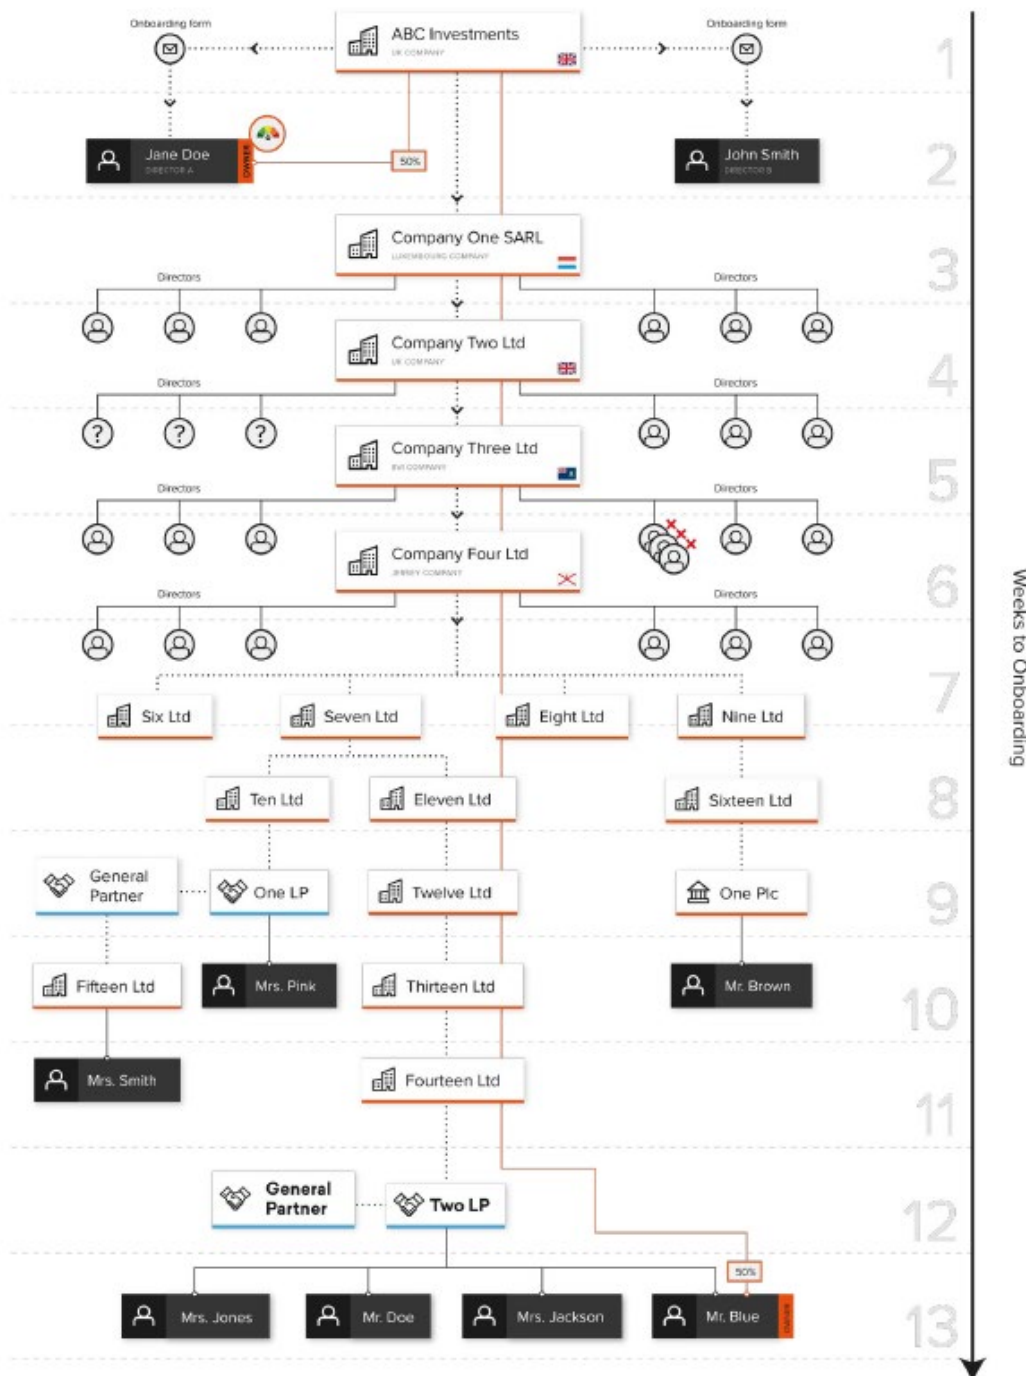 Onboarding form
Onboarding form
ABC Investments
UK COMPANY
1
Jane Doe
DIRECTOR A
OWNER
50%
John Smith
DIRECTOR B
2
Company One SARL
LUXEMBOURG COMPANY
3
Directors
Directors
Company Two Ltd
UK COMPANY
4
Directors
Directors
? ? ?
Company Three Ltd
BVI COMPANY
5
Directors
Directors
Company Four Ltd
JERSEY COMPANY
6
Directors
Directors
Six Ltd
Seven Ltd
Eight Ltd
Nine Ltd
7
Ten Ltd
Eleven Ltd
Sixteen Ltd
8
General
Partner
One LP
Twelve Ltd
One Plc
9
Fifteen Ltd
Mrs. Pink
Thirteen Ltd
Mr. Brown
10
Mrs. Smith
Fourteen Ltd
11
General
Partner
Two LP
12
50%
Mrs. Jones
Mr. Doe
Mrs. Jackson
Mr. Blue
OWNER
13
Weeks to Onboarding